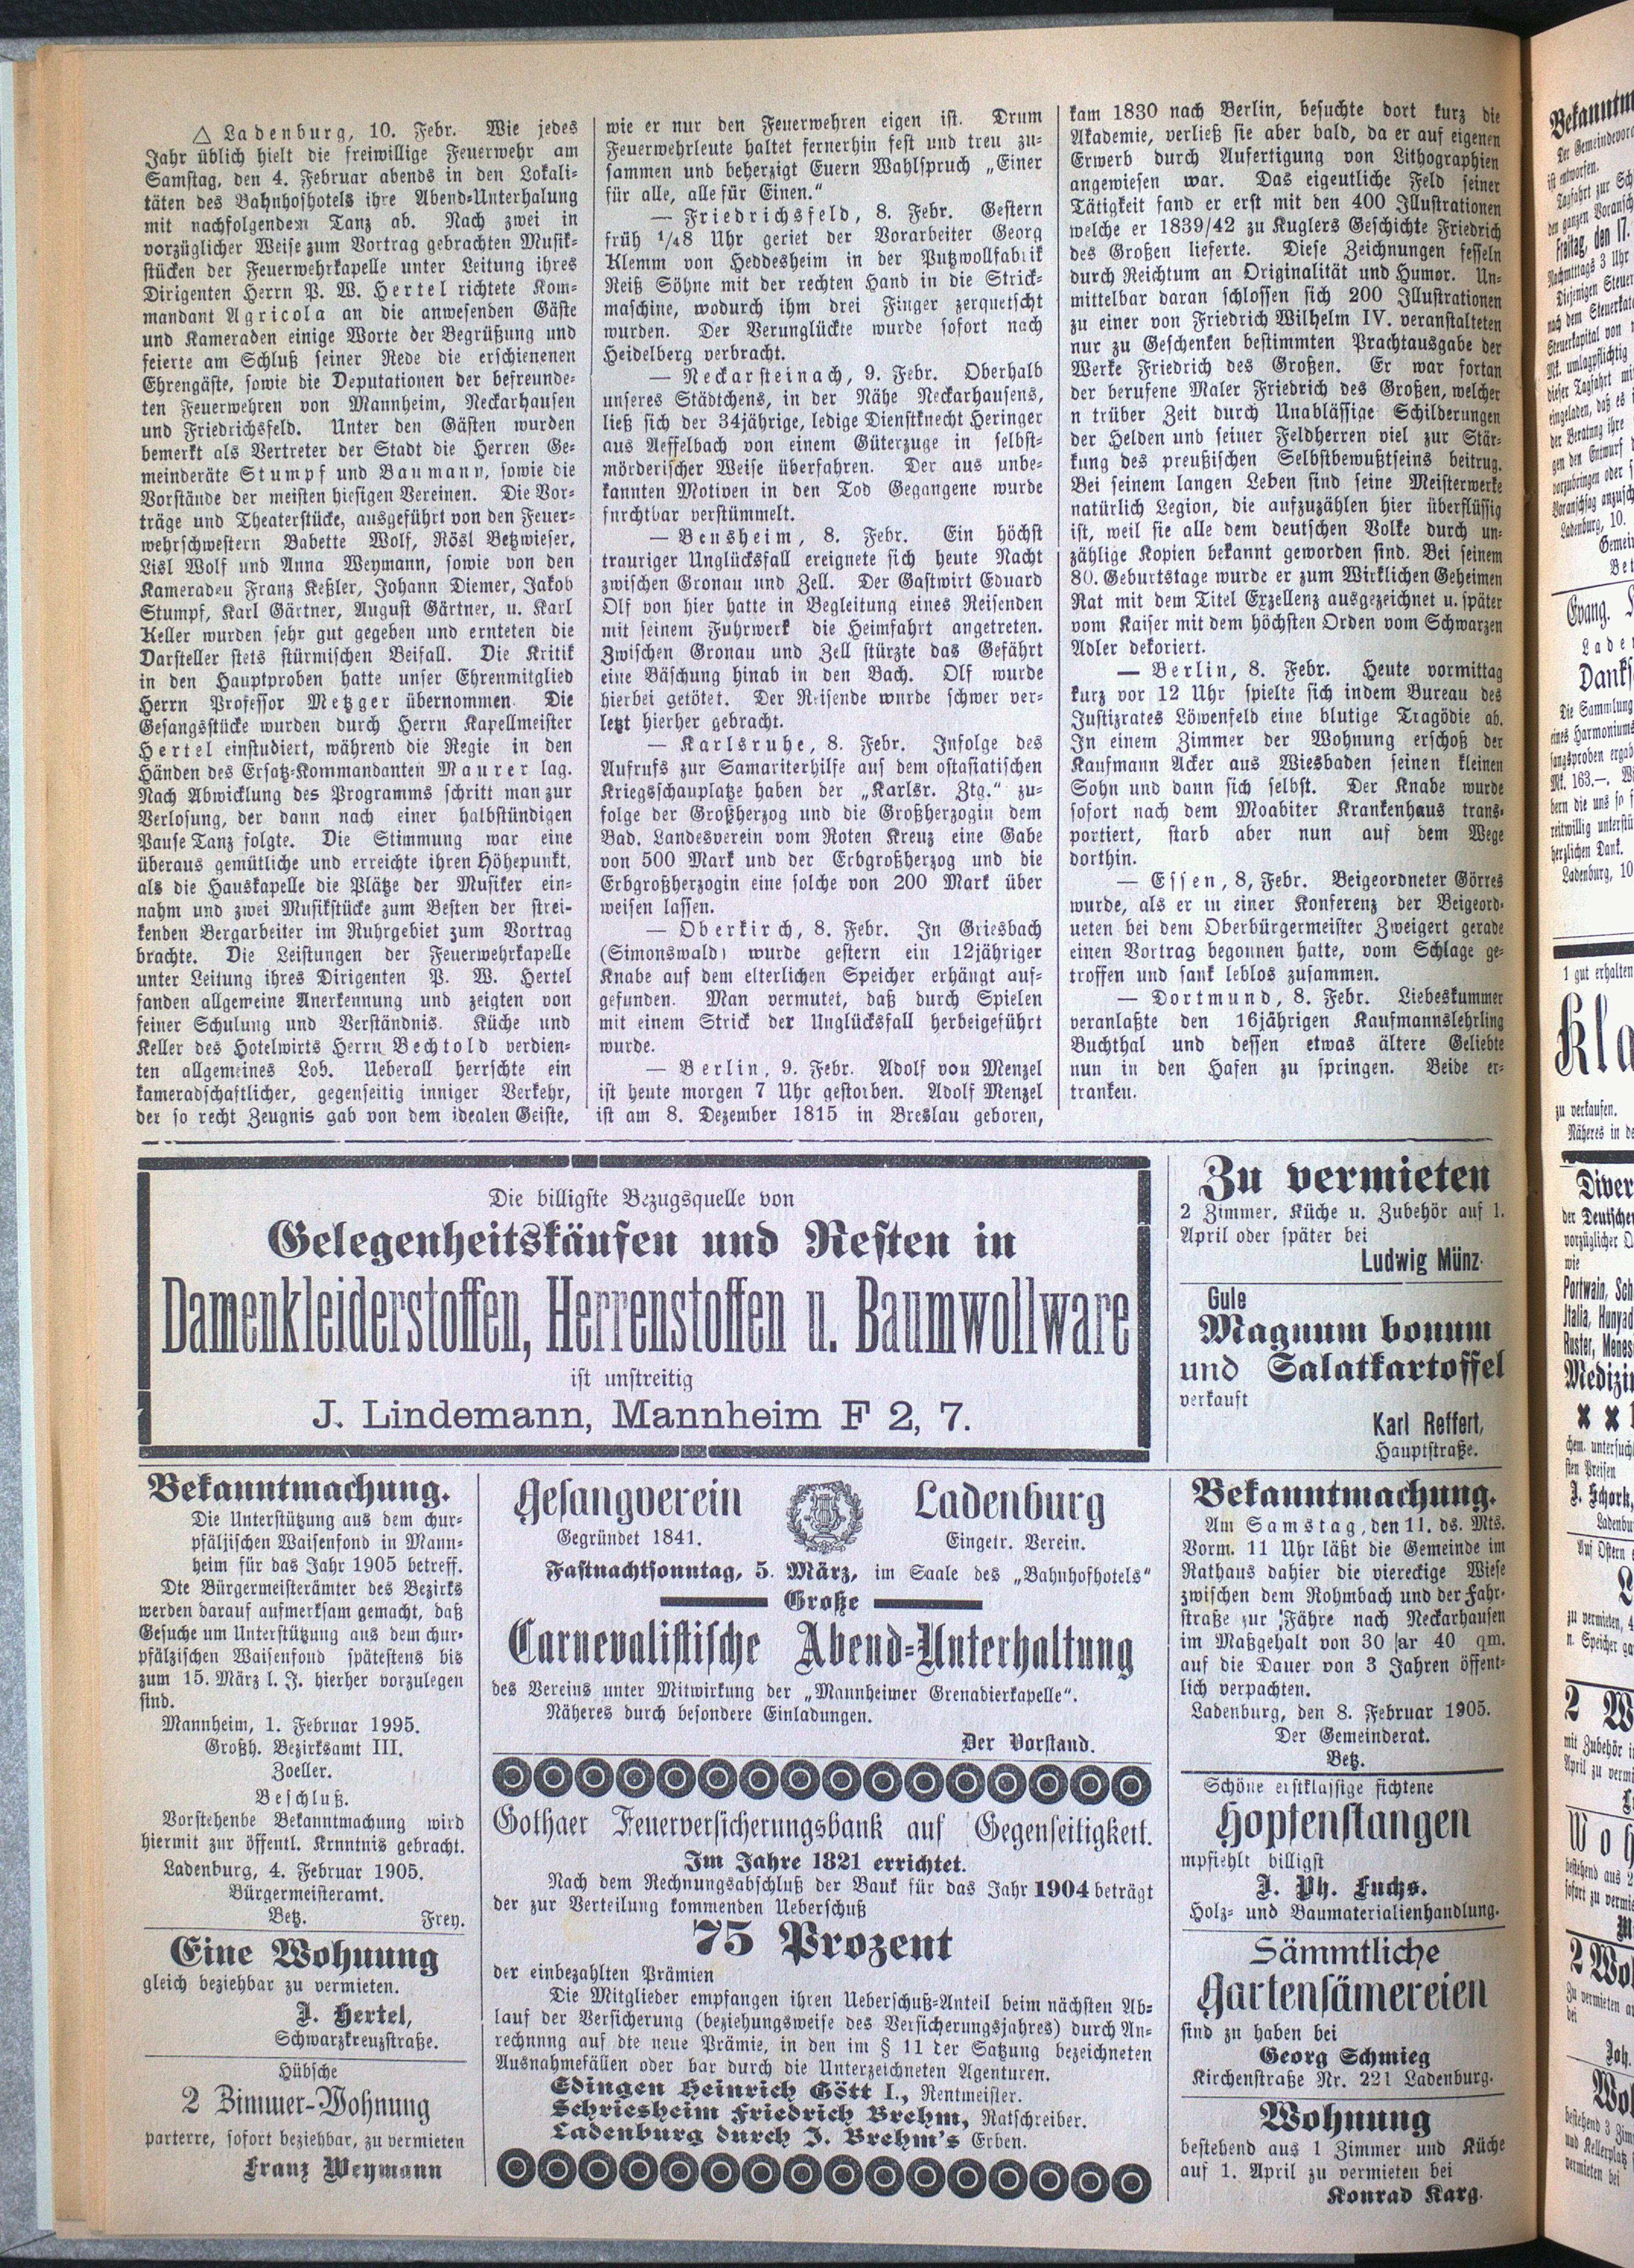 △ Ladenburg, 10. Febr. Wie jedes
Jahr üblich hielt die freiwillige Feuerwehr am
Samstag, den 4. Februar abends in den Lokali-
täten des Bahnhofhotels ihre Abend-Unterhalung
mit nachfolgendem Tanz ab. Nach zwei in
vorzüglicher Weise zum Vortrag gebrachten Musik-
stücken der Feuerwehrkapelle unter Leitung ihres
Dirigenten Herrn P. W. Hertel richtete Kom-
mandant Agricola an die anwesenden Gäste
und Kameraden einige Worte der Begrüßung und
feierte am Schluß seiner Rede die erschienenen
Ehrengäste, sowie die Deputationen der befreunde-
ten Feuerwehren von Mannheim, Neckarhausen
und Friedrichsfeld. Unter den Gästen wurden
bemerkt als Vertreter der Stadt die Herren Ge-
meinderäte Stumpf und Baumann, sowie die
Vorstände der meisten hiesigen Vereinen. Die Vor-
träge und Theaterstücke, ausgeführt von den Feuer-
wehrschwestern Babette Wolf, Rösl Betzwieser,
Lisl Wolf und Anna Weymann, sowie von den
Kameraden Franz Keßler, Johann Diemer, Jakob
Stumpf, Karl Gärtner, August Gärtner, u. Karl
Keller wurden sehr gut gegeben und ernteten die
Darsteller stets stürmischen Beifall. Die Kritik
in den Hauptproben hatte unser Ehrenmitglied
Herrn Professor Metzger übernommen. Die
Gesangsstücke wurden durch Herrn Kapellmeister
Hertel einstudiert, während die Regie in den
Händen des Ersatz-Kommandanten Maurer lag.
Nach Abwicklung des Programms schritt man zur
Verlosung, der dann nach einer halbstündigen
Pause Tanz folgte. Die Stimmung war eine
überaus gemütliche und erreichte ihren Höhepunkt,
als die Hauskapelle die Plätze der Musiker ein-
nahm und zwei Musikstücke zum Besten der strei-
kenden Bergarbeiter im Ruhrgebiet zum Vortrag
brachte. Die Leistungen der Feuerwehrkapelle
unter Leitung ihres Dirigenten P. W. Hertel
fanden allgemeine Anerkennung und zeigten von
feiner Schulung und Verständnis. Küche und
Keller des Hotelwirts Herrn Bechtold verdien-
ten allgemeines Lob. Ueberall herrschte ein
kameradschaftlicher, gegenseitig inniger Verkehr,
der so recht Zeugnis gab von dem idealen Geiste,
wie er nur den Feuerwehren eigen ist. Drum
Feuerwehrleute haltet fernerhin fest und treu zu-
sammen und beherzigt Euern Wahlspruch „Einer
für alle, alle für Einen.“
— Friedrichsfeld, 8. Febr. Gestern
früh 1/48 Uhr geriet der Vorarbeiter Georg
Klemm von Heddesheim in der Putzwollfabrik
Reiß Söhne mit der rechten Hand in die Strick-
maschine, wodurch ihm drei Finger zerquetscht
wurden. Der Verunglückte wurde sofort nach
Heidelberg verbracht.
— Neckarsteinach, 9. Febr. Oberhalb
unseres Städtchens, in der Nähe Neckarhausens,
ließ sich der 34jährige, ledige Dienstknecht Heringer
aus Aeffelbach von einem Güterzuge in selbst-
mörderischer Weise überfahren. Der aus unbe-
kannten Motiven in den Tod Gegangene wurde
furchtbar verstümmelt.
— Bensheim, 8. Febr. Ein höchst
trauriger Unglücksfall ereignete sich heute Nacht
zwischen Gronau und Zell. Der Gastwirt Eduard
Olf von hier hatte in Begleitung eines Reisenden
mit seinem Fuhrwerk die Heimfahrt angetreten.
Zwischen Gronau und Zell stürzte das Gefährt
eine Bäschung hinab in den Bach. Olf wurde
hierbei getötet. Der Reisende wurde schwer ver-
letzt hierher gebracht.
— Karlsruhe, 8. Febr. Infolge des
Aufrufs zur Samariterhilfe auf dem ostasiatischen
Kriegsschauplatze haben der „Karlsr. Ztg.“ zu-
folge der Großherzog und die Großherzogin dem
Bad. Landesverein vom Roten Kreuz eine Gabe
von 500 Mark und der Erbgroßherzog und die
Erbgroßherzogin eine solche von 200 Mark über
weisen lassen.
— Oberkirch, 8. Febr. In Griesbach
(Simonswald) wurde gestern ein 12jähriger
Knabe auf dem elterlichen Speicher erhängt auf-
gefunden. Man vermutet, daß durch Spielen
mit einem Strick der Unglücksfall herbeigeführt
wurde.
— Berlin, 9. Febr. Adolf von Menzel
ist heute morgen 7 Uhr gestorben. Adolf Menzel
ist am 8. Dezember 1815 in Breslau geboren,
kam 1830 nach Berlin, besuchte dort kurz die
Akademie, verließ sie aber bald, da er auf eigenen
Erwerb durch Aufertigung von Lithographien
angewiesen war. Das eigeutliche Feld seiner
Tätigkeit fand er erst mit den 400 Illustrationen
welche er 1839/42 zu Kuglers Geschichte Friedrich
des Großen lieferte. Diese Zeichnungen fesseln
durch Reichtum an Originalität und Humor. Un-
mittelbar daran schlossen sich 200 Illustrationen
zu einer von Friedrich Wilhelm IV. veranstalteten
nur zu Geschenken bestimmten Prachtausgabe der
Werke Friedrich des Großen. Er war fortan
der berufene Maler Friedrich des Großen, welcher
n trüber Zeit durch Unablässige Schilderungen
der Helden und seiner Feldherren viel zur Stär-
kung des preußischen Selbstbewußtseins beitrug.
Bei seinem langen Leben sind seine Meisterwerke
natürlich Legion, die aufzuzählen hier überflüssig
ist, weil sie alle dem deutschen Volke durch un-
zählige Kopien bekannt geworden sind. Bei seinem
80. Geburtstage wurde er zum Wirklichen Geheimen
Rat mit dem Titel Exzellenz ausgezeichnet u. später
vom Kaiser mit dem höchsten Orden vom Schwarzen
Adler dekoriert.
— Berlin, 8. Febr. Heute vormittag
kurz vor 12 Uhr spielte sich indem Bureau des
Justizrates Löwenfeld eine blutige Tragödie ab.
In einem Zimmer der Wohnung erschoß der
Kaufmann Acker aus Wiesbaden seinen kleinen
Sohn und dann sich selbst. Der Knabe wurde
sofort nach dem Moabiter Krankenhaus trans-
portiert, starb aber nun auf dem Wege
dorthin.
— Essen, 8, Febr. Beigeordneter Görres
wurde, als er in einer Konferenz der Beigeord-
ueten bei dem Oberbürgermeister Zweigert gerade
einen Vortrag begonnen hatte, vom Schlage ge-
troffen und sank leblos zusammen.
— Dortmund, 8. Febr. Liebeskummer
veranlaßte den 16jährigen Kaufmannslehrling
Buchthal und dessen etwas ältere Geliebte
nun in den Hafen zu springen. Beide er-
tranken.
Die billigste Bezugsquelle von
Gelegenheitskäufen und Resten in
Damenkleiderstoffen, Herrenstoffen u. Baumwollware
ist unstreitig
J. Lindemann, Mannheim F 2, 7.
Zu vermieten
2 Zimmer, Küche u. Zubehör auf 1.
April oder später bei
Ludwig Münz.
Gule
Magnum bonum
und Salatkartoffel
verkauft
Karl Reffert,
Hauptstraße.
Bekanntmachung.
Die Unterstützung aus dem chur-
pfäljischen Waisenfond in Mann-
heim für das Jahr 1905 betreff.
Dte Bürgermeisterämter des Bezirks
werden darauf aufmerksam gemacht, daß
Gesuche um Unterstützung aus dem chur-
pfälzischen Waisenfond spätestens bis
zum 15. März l. J. hierher vorzulegen
sind.
Mannheim, 1. Februar 1995.
Großh. Bezirksamt III.
Zoeller.
Beschluß.
Vorstehenbe Bekanntmachung wird
hiermit zur öffentl. Krnntnis gebracht.
Ladenburg, 4. Februar 1905.
Bürgermeisteramt.
Betz. Frey.
Eine Wohnung
gleich beziehbar zu vermieten.
J. Hertel,
Schwarzkreuzstraße.
Hübsche
2 Zimmer-Wohnung
parterre, sofort beziehbar, zu vermieten
Franz Weymann
Gesangverein Ladenburg
Gegründet 1841. Eingetr. Verein.
Fastnachtsonntag, 5. März, im Saale des „Bahnhofhotels“
Große
Carnevalistische Abend-Unterhaltung
des Vereins unter Mitwirkung der „Mannheimer Grenadierkapelle“.
Näheres durch besondere Einladungen.
Der Vorstand.
Gothaer Feuerversicherungsbank auf Gegenseitigkeit.
Im Jahre 1821 errichtet.
Nach dem Rechnungsabschluß der Bank für das Jahr 1904 beträgt
der zur Verteilung kommenden Ueberschuß
75 Prozent
der einbezahlten Prämien
Die Mitglieder empfangen ihren Ueberschuß-Anteil beim nächsten Ab-
lauf der Versicherung (beziehungsweise des Versicherungsjahres) durch An-
rechnnng auf dte neue Prämie, in den im § 11 der Satzung bezeichneten
Ausnahmefällen oder bar durch die Unterzeichneten Agenturen.
Edingen Heinrich Gött I., Rentmeister.
Schriesheim Friedrich Brehm, Ratschreiber.
Ladenburg durch J. Brehm's Erben.
Bekanntmachung.
Am Samstag, den 11. ds. Mts.
Vorm. 11 Uhr läßt die Gemeinde im
Rathaus dahier die viereckige Wiese
zwischen dem Rohmbach und der Fahr-
straße zur Fähre nach Neckarhausen
im Maßgehalt von 30 ar 40 qm.
auf die Dauer von 3 Jahren öffent-
lich verpachten.
Ladenburg, den 8. Februar 1905.
Der Gemeinderat.
Betz.
Schöne erstklassige fichtene
Hopfenstangen
mpfiehlt billigst
J. Ph. Fuchs.
Holz- und Baumaterialienhandlung.
Sämmtliche
Gartensämereien
sind zu haben bei
Georg Schmieg
Kirchenstraße Nr. 221 Ladenburg.
Wohnung
bestehend aus 1 Zimmer und Küche
auf 1. April zu vermieten bei
Konrad Karg.